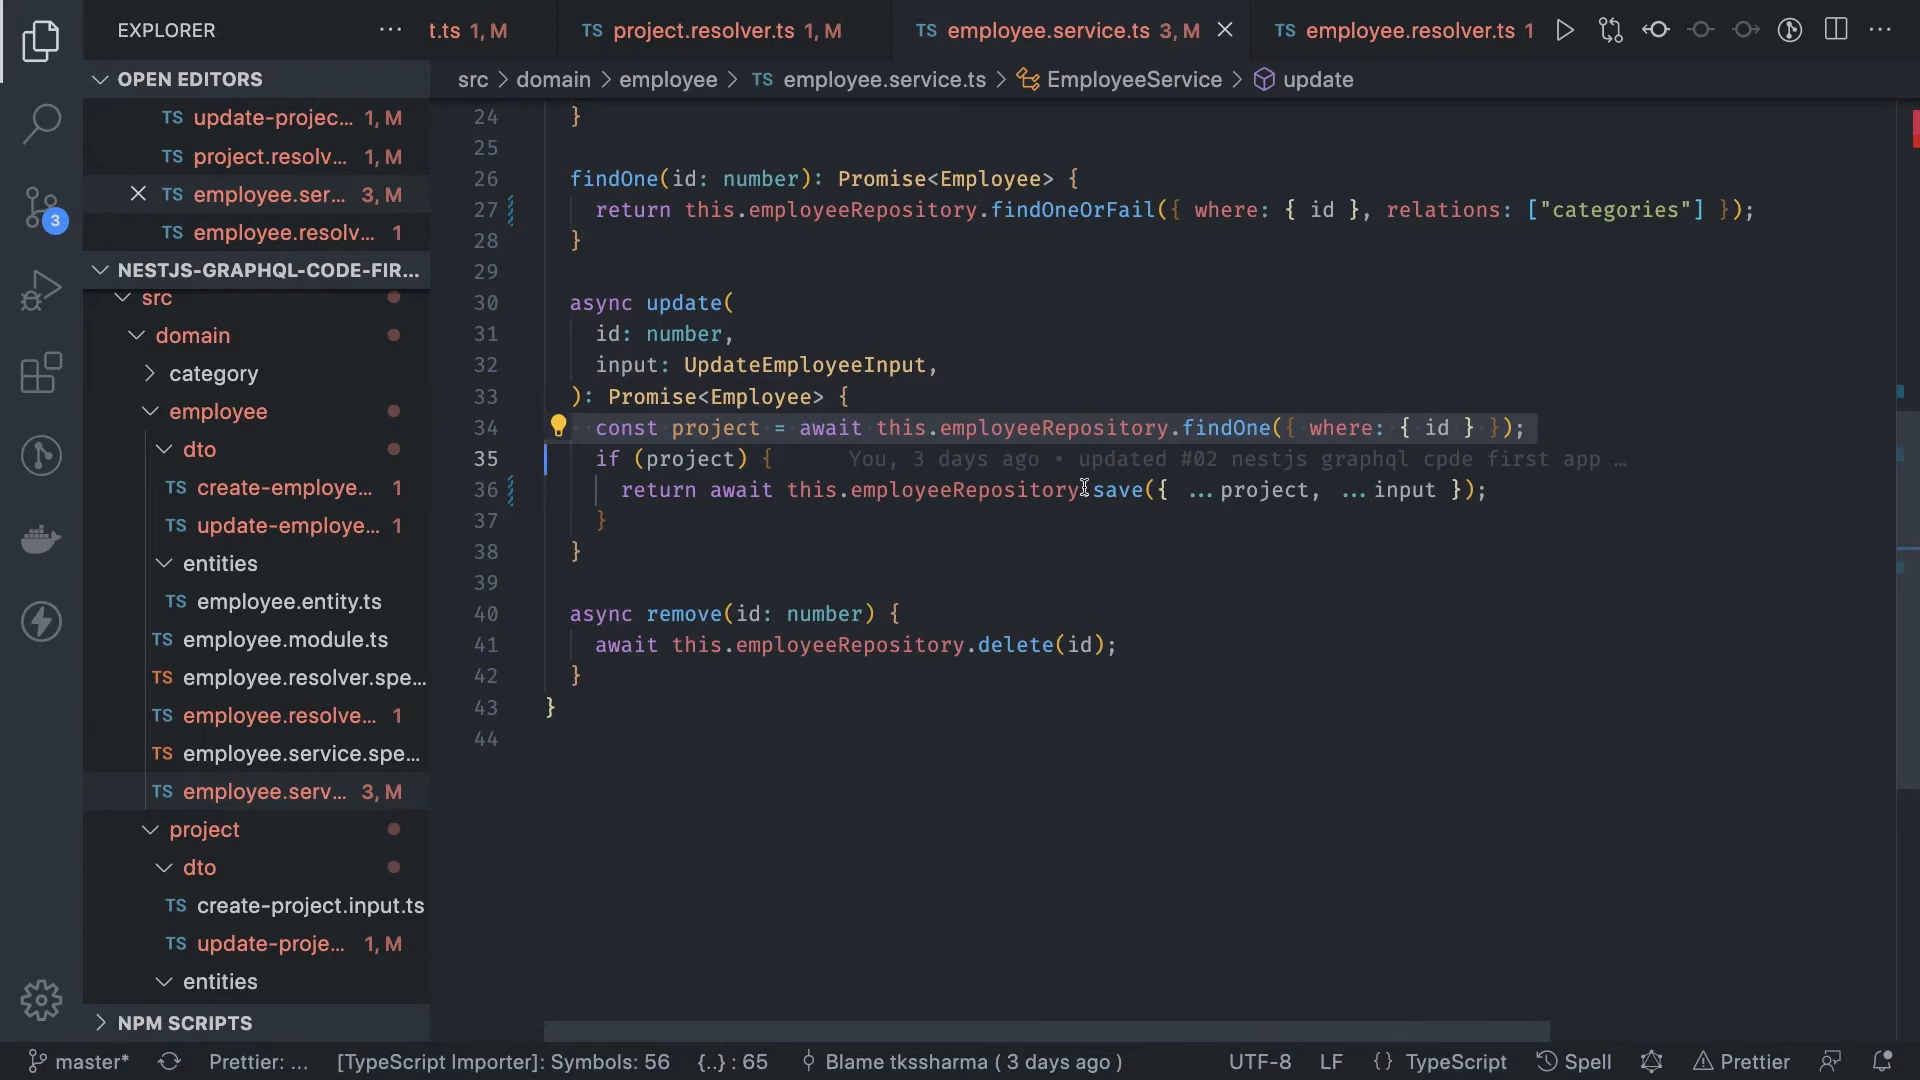 EXPLORER ...
t.ts 1, M
TS project.resolver.ts 1, M
TS employee.service.ts 3, M
TS employee.resolver.ts 1
OPEN EDITORS
src > domain > employee > TS employee.service.ts > EmployeeService > update
TS update-projec... 1, M
TS project.resolv... 1, M
TS employee.ser... 3, M
TS employee.resolv... 1
NESTJS-GRAPHQL-CODE-FIR...
src
domain
category
employee
dto
TS create-employe... 1
TS update-employe... 1
entities
TS employee.entity.ts
TS employee.module.ts
TS employee.resolver.spe...
TS employee.resolve... 1
TS employee.service.spe...
TS employee.serv... 3, M
project
dto
TS create-project.input.ts
TS update-proje... 1, M
entities
NPM SCRIPTS
3
24 }
25
26 findOne(id: number): Promise<Employee> {
27 return this.employeeRepository.findOneOrFail({ where: { id }, relations: ["categories"] });
28 }
29
30 async update(
31 id: number,
32 input: UpdateEmployeeInput,
33 ): Promise<Employee> {
34 const project = await this.employeeRepository.findOne({ where: { id } });
35 if (project) { You, 3 days ago • updated #02 nestjs graphql cpde first app …
36 return await this.employeeRepository.save({ ...project, ...input });
37 }
38 }
39
40 async remove(id: number) {
41 await this.employeeRepository.delete(id);
42 }
43 }
44
master* Prettier: ... [TypeScript Importer]: Symbols: 56 {..} : 65 Blame tkssharma ( 3 days ago ) UTF-8 LF {} TypeScript Spell Prettier